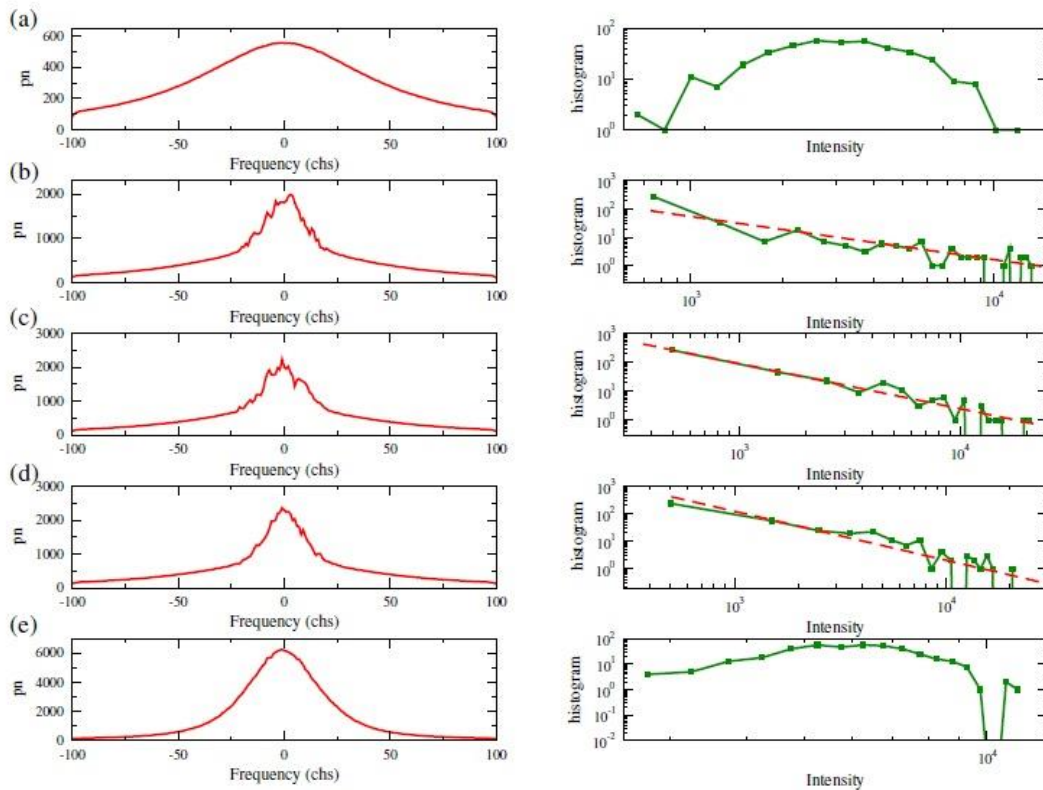 (a)
600
400
200
0
pn
-100 -50 0 50 100
Frequency (chs)
10^2
10^1
10^0
histogram
Intensity
(b)
2000
1000
0
pn
-100 -50 0 50 100
Frequency (chs)
10^3
10^2
10^1
10^0
histogram
10^3 10^4
Intensity
(c)
3000
2000
1000
0
pn
-100 -50 0 50 100
Frequency (chs)
10^3
10^2
10^1
10^0
histogram
10^3 10^4
Intensity
(d)
3000
2000
1000
0
pn
-100 -50 0 50 100
Frequency (chs)
10^3
10^2
10^1
10^0
histogram
10^3 10^4
Intensity
(e)
6000
4000
2000
0
pn
-100 -50 0 50 100
Frequency (chs)
10^2
10^1
10^0
10^-1
10^-2
histogram
10^4
Intensity